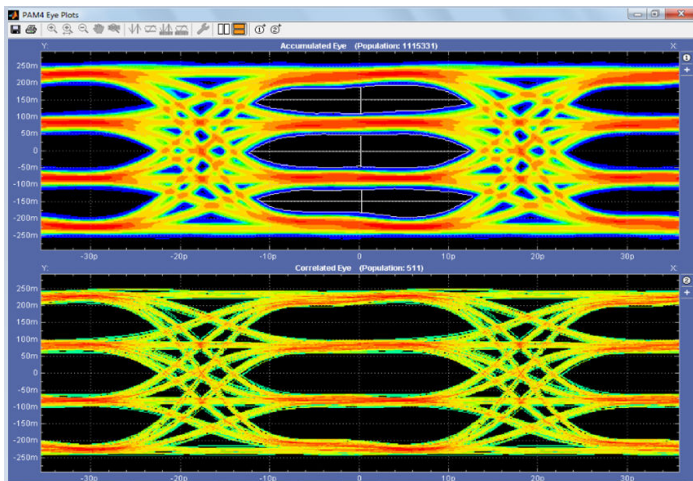 PAM4 Eye Plots
Y: Accumulated Eye (Population: 1115331) X:
250m
200m
150m
100m
50m
0
-50m
-100m
-150m
-200m
-250m
-30p -20p -10p 0 10p 20p 30p
1
Y: Correlated Eye (Population: 511) X:
250m
200m
150m
100m
50m
0
-50m
-100m
-150m
-200m
-250m
-30p -20p -10p 0 10p 20p 30p
2